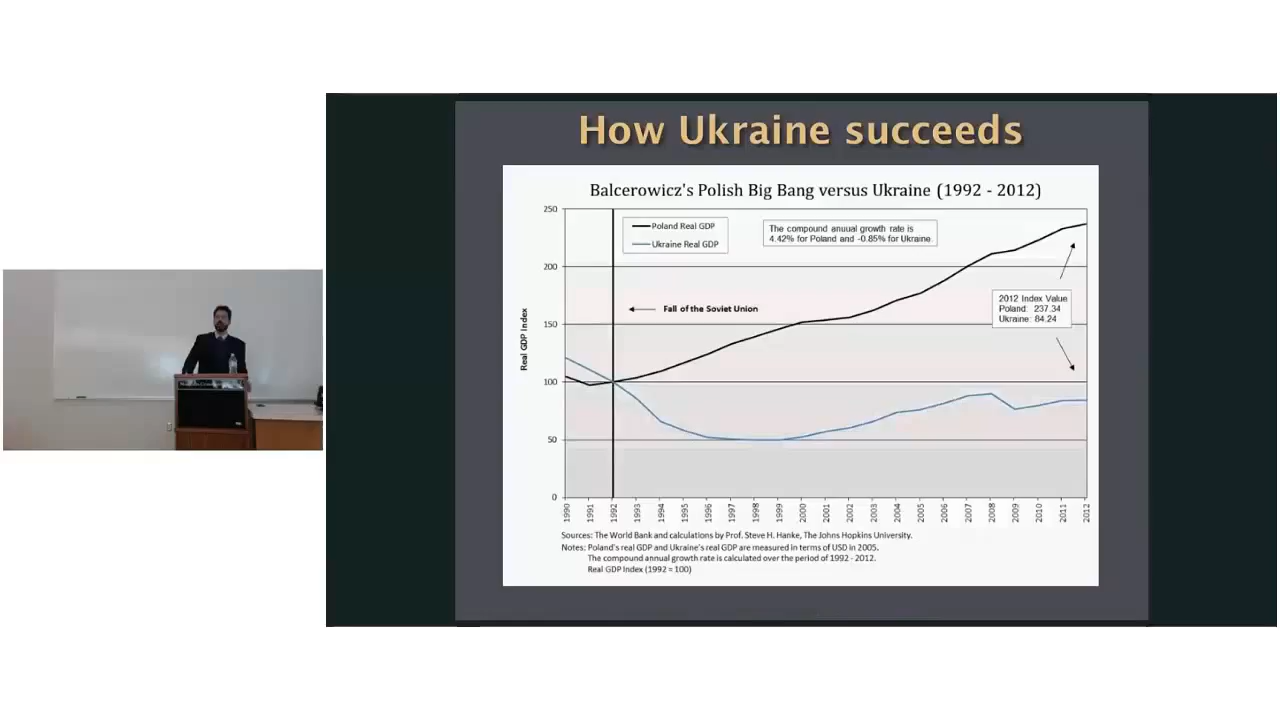 How Ukraine succeeds
Balcerowicz's Polish Big Bang versus Ukraine (1992 - 2012)
250
200
150
100
50
0
Real GDP Index
Poland Real GDP
Ukraine Real GDP
The compound anuual growth rate is
4.42% for Poland and -0.85% for Ukraine.
Fall of the Soviet Union
2012 Index Value
Poland: 237.34
Ukraine: 84.24
1990 1991 1992 1993 1994 1995 1996 1997 1998 1999 2000 2001 2002 2003 2004 2005 2006 2007 2008 2009 2010 2011 2012
Sources: The World Bank and calculations by Prof. Steve H. Hanke, The Johns Hopkins University.
Notes: Poland's real GDP and Ukraine's real GDP are measured in terms of USD in 2005.
The compound annual growth rate is calculated over the period of 1992 - 2012.
Real GDP Index (1992 = 100)